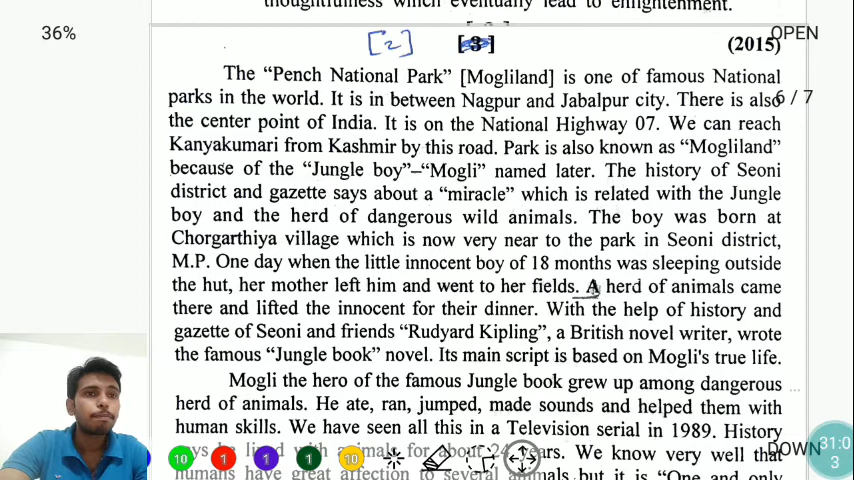 thoughtfulness which eventually lead to enlightenment.
36%
[2]
[3]
(2015)
OPEN
The “Pench National Park” [Mogliland] is one of famous National
parks in the world. It is in between Nagpur and Jabalpur city. There is also
6 / 7
the center point of India. It is on the National Highway 07. We can reach
Kanyakumari from Kashmir by this road. Park is also known as “Mogliland”
because of the “Jungle boy”–“Mogli” named later. The history of Seoni
district and gazette says about a “miracle” which is related with the Jungle
boy and the herd of dangerous wild animals. The boy was born at
Chorgarthiya village which is now very near to the park in Seoni district,
M.P. One day when the little innocent boy of 18 months was sleeping outside
the hut, her mother left him and went to her fields. A herd of animals came
there and lifted the innocent for their dinner. With the help of history and
gazette of Seoni and friends “Rudyard Kipling”, a British novel writer, wrote
the famous “Jungle book” novel. Its main script is based on Mogli's true life.
Mogli the hero of the famous Jungle book grew up among dangerous
herd of animals. He ate, ran, jumped, made sounds and helped them with
human skills. We have seen all this in a Television serial in 1989. History
says he lived with animals for about 24 years. We know very well that
DOWN
31:03
humans have great affection to several animals but it is “One and only
10
1
1
1
10